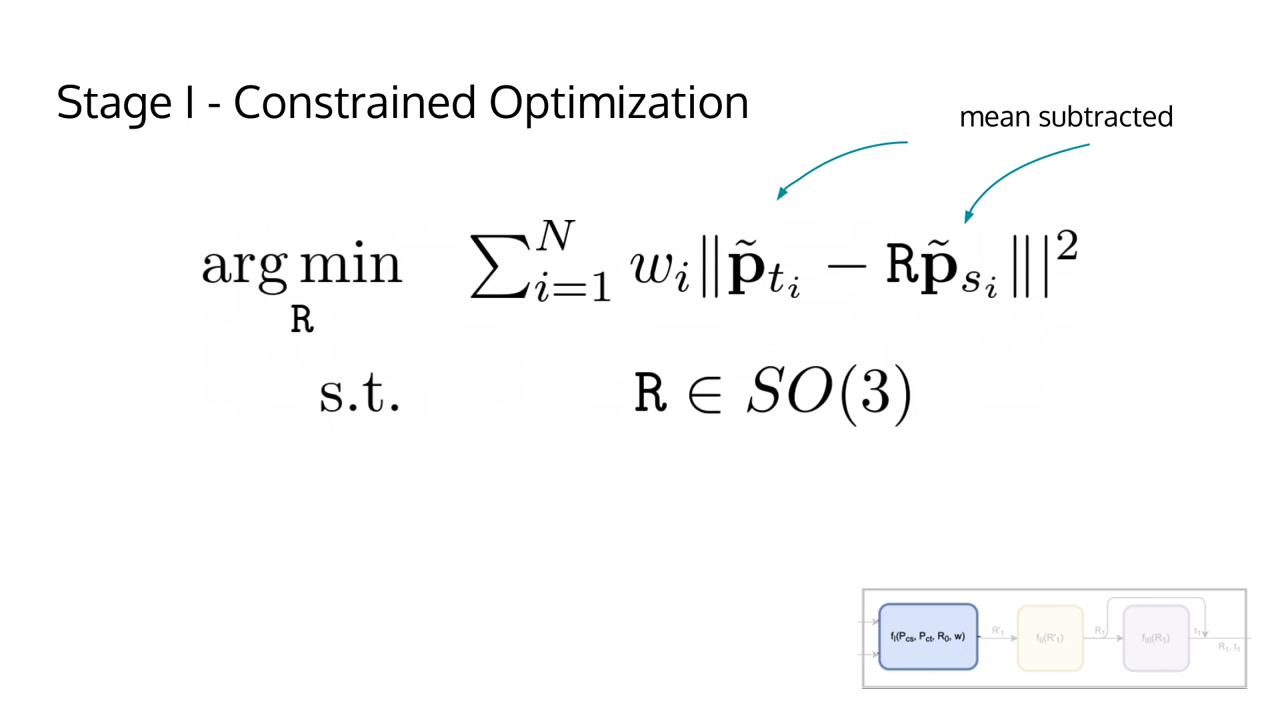 Stage I - Constrained Optimization
mean subtracted
arg min R ∑_{i=1}^{N} w_i‖p̃_{t_i} − Rp̃_{s_i}‖|²
s.t. R ∈ SO(3)
f_I(P_cs, P_ct, R_0, w) R'_1 f_II(R'_1) R_1 f_III(R_1) t_1
R_1, t_1